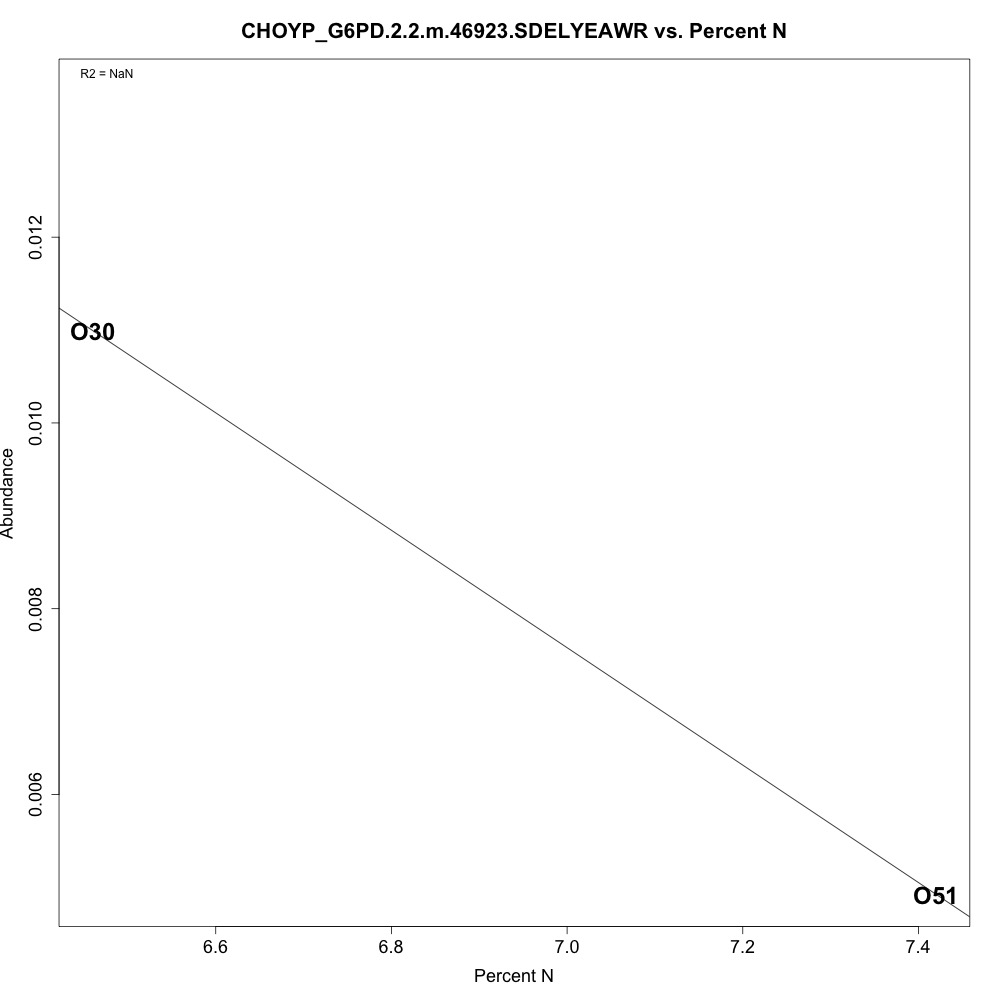 CHOYP_G6PD.2.2.m.46923.SDELYEAWR vs. Percent N
R2 = NaN
0.012
O30
0.010
Abundance
0.008
0.006
O51
6.6 6.8 7.0 7.2 7.4
Percent N